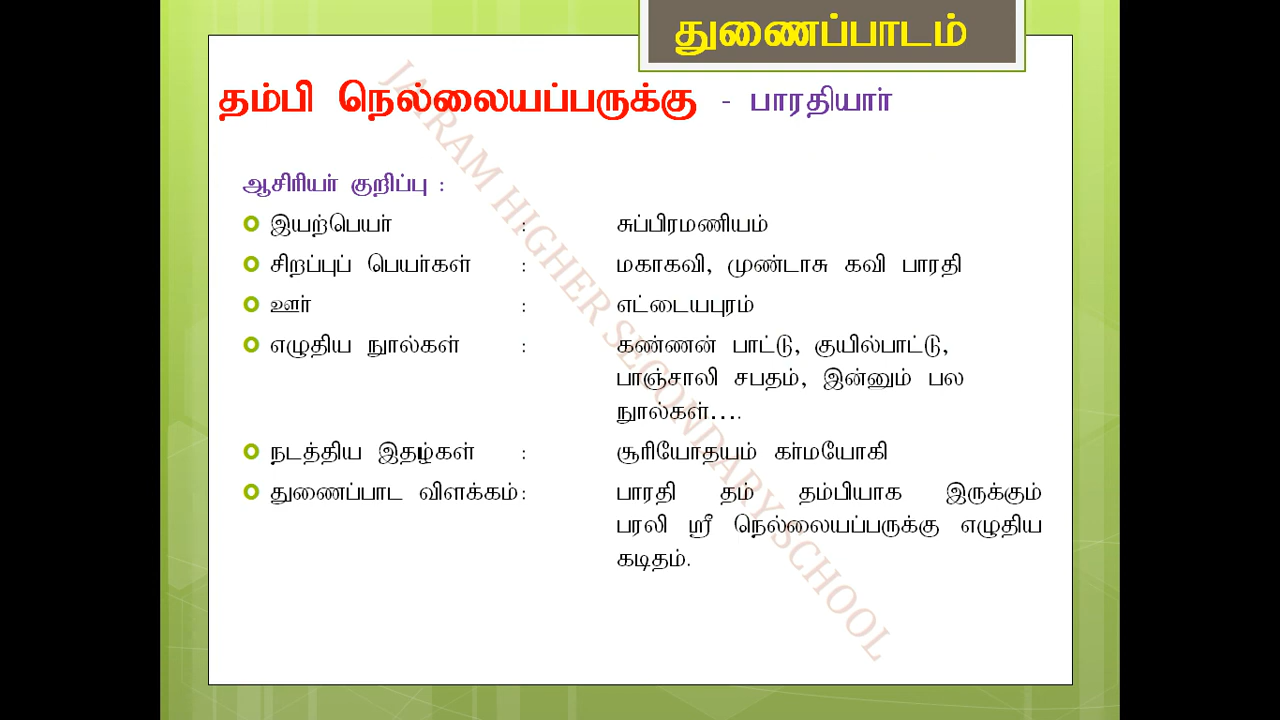 துணைப்பாடம்
தம்பி நெல்லையப்பருக்கு - பாரதியார்
ஆசிரியர் குறிப்பு :
இயற்பெயர் : சுப்பிரமணியம்
சிறப்புப் பெயர்கள் : மகாகவி, முண்டாசு கவி பாரதி
ஊர் : எட்டையபுரம்
எழுதிய நூல்கள் : கண்ணன் பாட்டு, குயில்பாட்டு,
பாஞ்சாலி சபதம், இன்னும் பல
நூல்கள்….
நடத்திய இதழ்கள் : சூரியோதயம் கர்மயோகி
துணைப்பாட விளக்கம்: பாரதி தம் தம்பியாக இருக்கும்
பரலி ஸ்ரீ நெல்லையப்பருக்கு எழுதிய
கடிதம்.
JAIRAM HIGHER SECONDARY SCHOOL